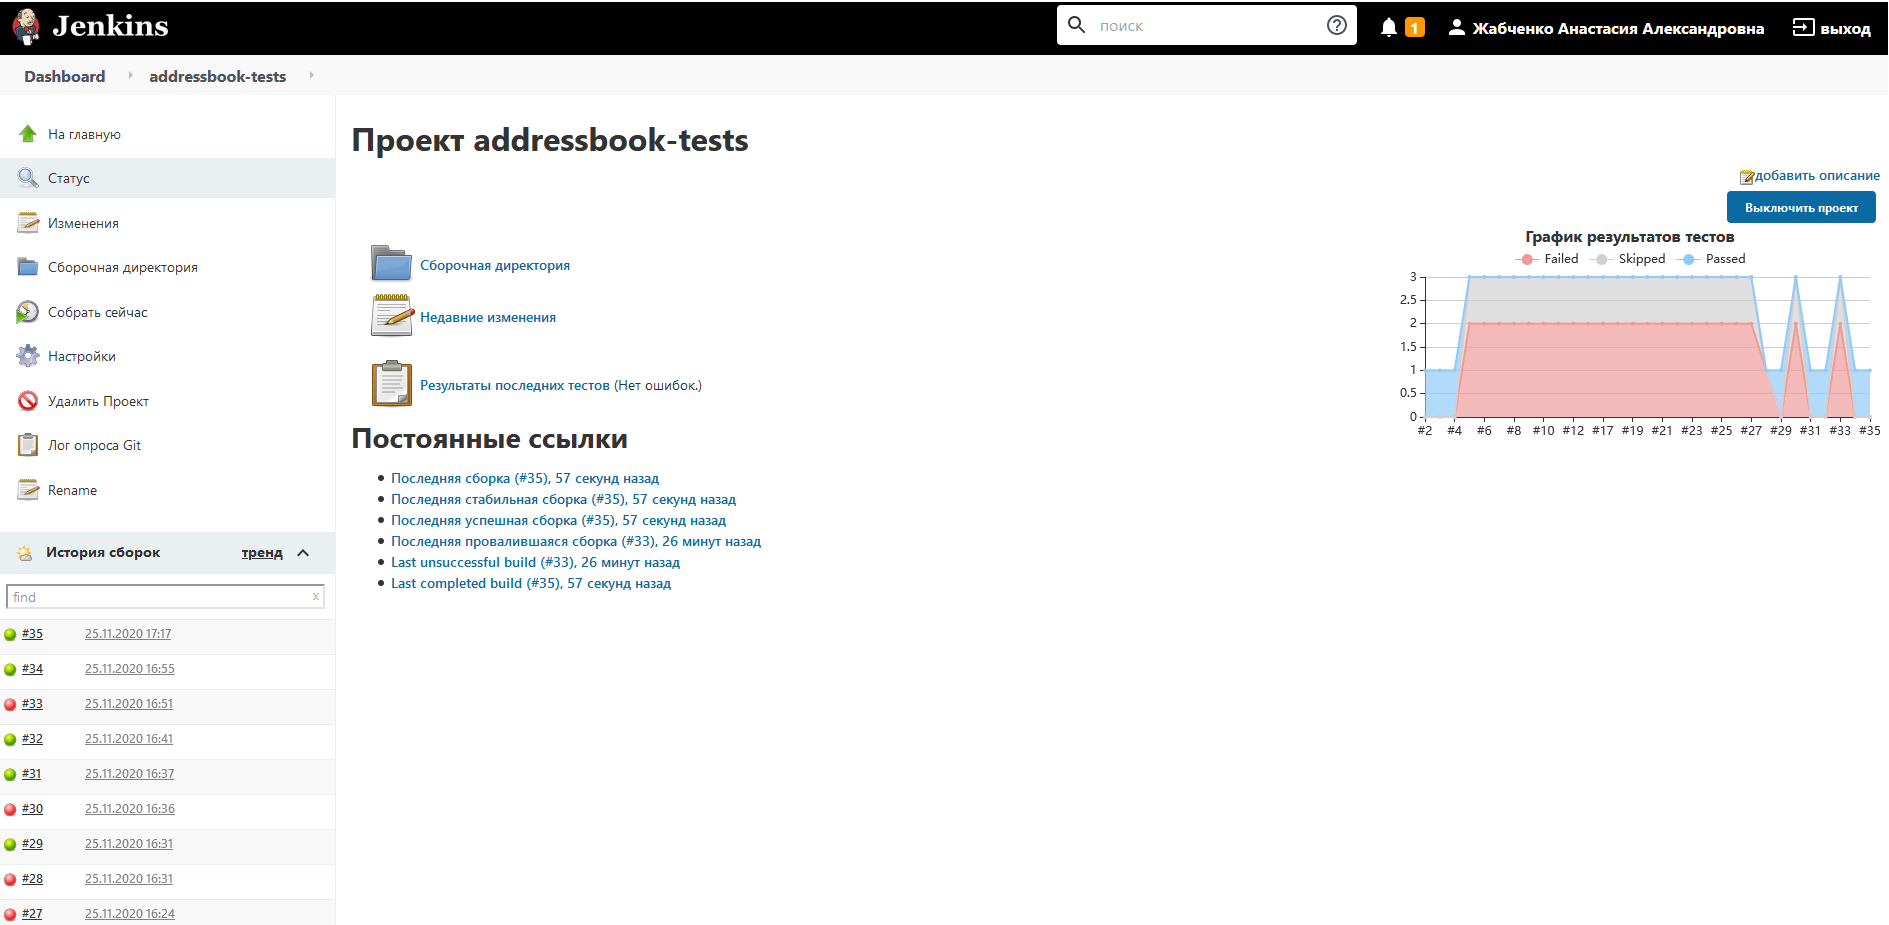 Jenkins
поиск
1
Жабченко Анастасия Александровна
выход
Dashboard
addressbook-tests
На главную
Статус
Изменения
Сборочная директория
Собрать сейчас
Настройки
Удалить Проект
Лог опроса Git
Rename
История сборок
тренд
find
x
#35 25.11.2020 17:17
#34 25.11.2020 16:55
#33 25.11.2020 16:51
#32 25.11.2020 16:41
#31 25.11.2020 16:37
#30 25.11.2020 16:36
#29 25.11.2020 16:31
#28 25.11.2020 16:31
#27 25.11.2020 16:24
Проект addressbook-tests
добавить описание
Выключить проект
Сборочная директория
Недавние изменения
Результаты последних тестов (Нет ошибок.)
Постоянные ссылки
Последняя сборка (#35), 57 секунд назад
Последняя стабильная сборка (#35), 57 секунд назад
Последняя успешная сборка (#35), 57 секунд назад
Последняя провалившаяся сборка (#33), 26 минут назад
Last unsuccessful build (#33), 26 минут назад
Last completed build (#35), 57 секунд назад
График результатов тестов
Failed Skipped Passed
3
2.5
2
1.5
1
0.5
0
#2 #4 #6 #8 #10 #12 #17 #19 #21 #23 #25 #27 #29 #31 #33 #35